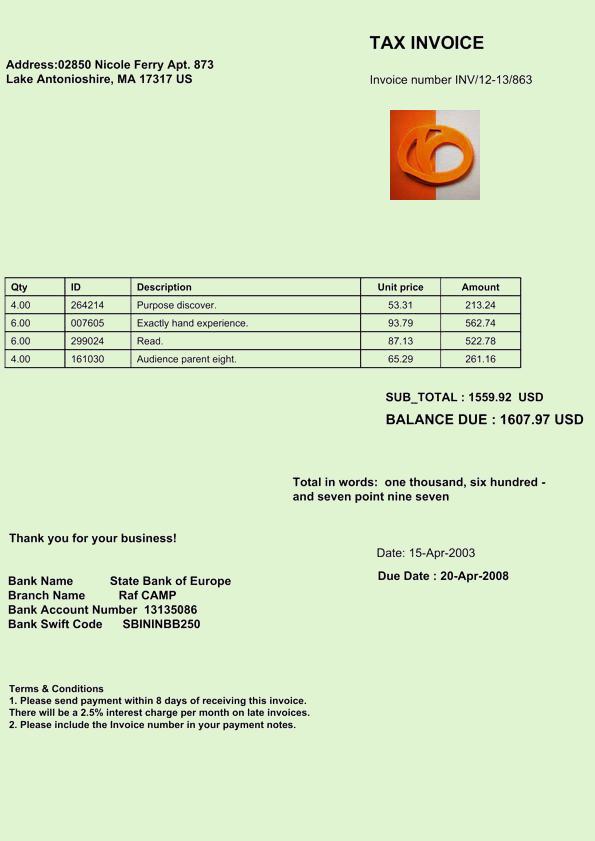 TAX INVOICE
Address:02850 Nicole Ferry Apt. 873
Lake Antonioshire, MA 17317 US
Invoice number INV/12-13/863
Qty ID Description Unit price Amount
4.00 264214 Purpose discover. 53.31 213.24
6.00 007605 Exactly hand experience. 93.79 562.74
6.00 299024 Read. 87.13 522.78
4.00 161030 Audience parent eight. 65.29 261.16
SUB_TOTAL : 1559.92 USD
BALANCE DUE : 1607.97 USD
Total in words: one thousand, six hundred -
and seven point nine seven
Thank you for your business!
Date: 15-Apr-2003
Due Date : 20-Apr-2008
Bank Name State Bank of Europe
Branch Name Raf CAMP
Bank Account Number 13135086
Bank Swift Code SBININBB250
Terms & Conditions
1. Please send payment within 8 days of receiving this invoice.
There will be a 2.5% interest charge per month on late invoices.
2. Please include the Invoice number in your payment notes.